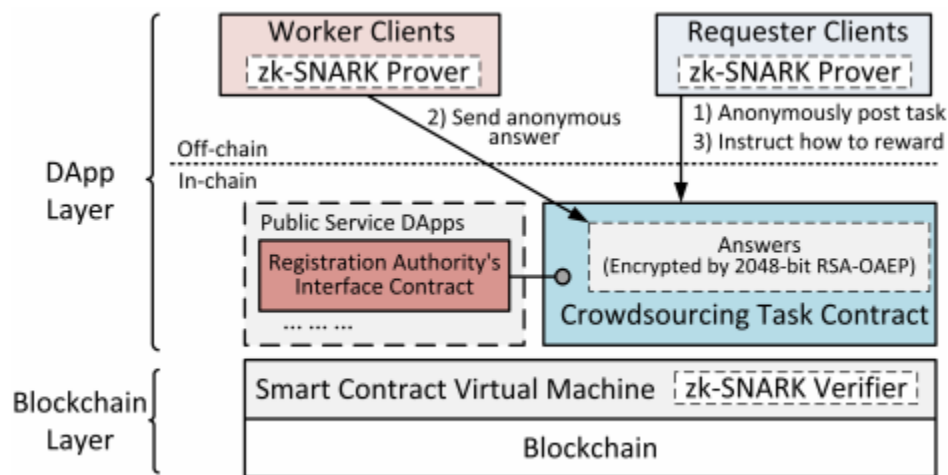 Worker Clients
zk-SNARK Prover
Requester Clients
zk-SNARK Prover
2) Send anonymous
answer
1) Anonymously post task
3) Instruct how to reward
Off-chain
In-chain
DApp
Layer
Public Service DApps
Registration Authority's
Interface Contract
... ... ...
Answers
(Encrypted by 2048-bit RSA-OAEP)
Crowdsourcing Task Contract
Blockchain
Layer
Smart Contract Virtual Machine
zk-SNARK Verifier
Blockchain